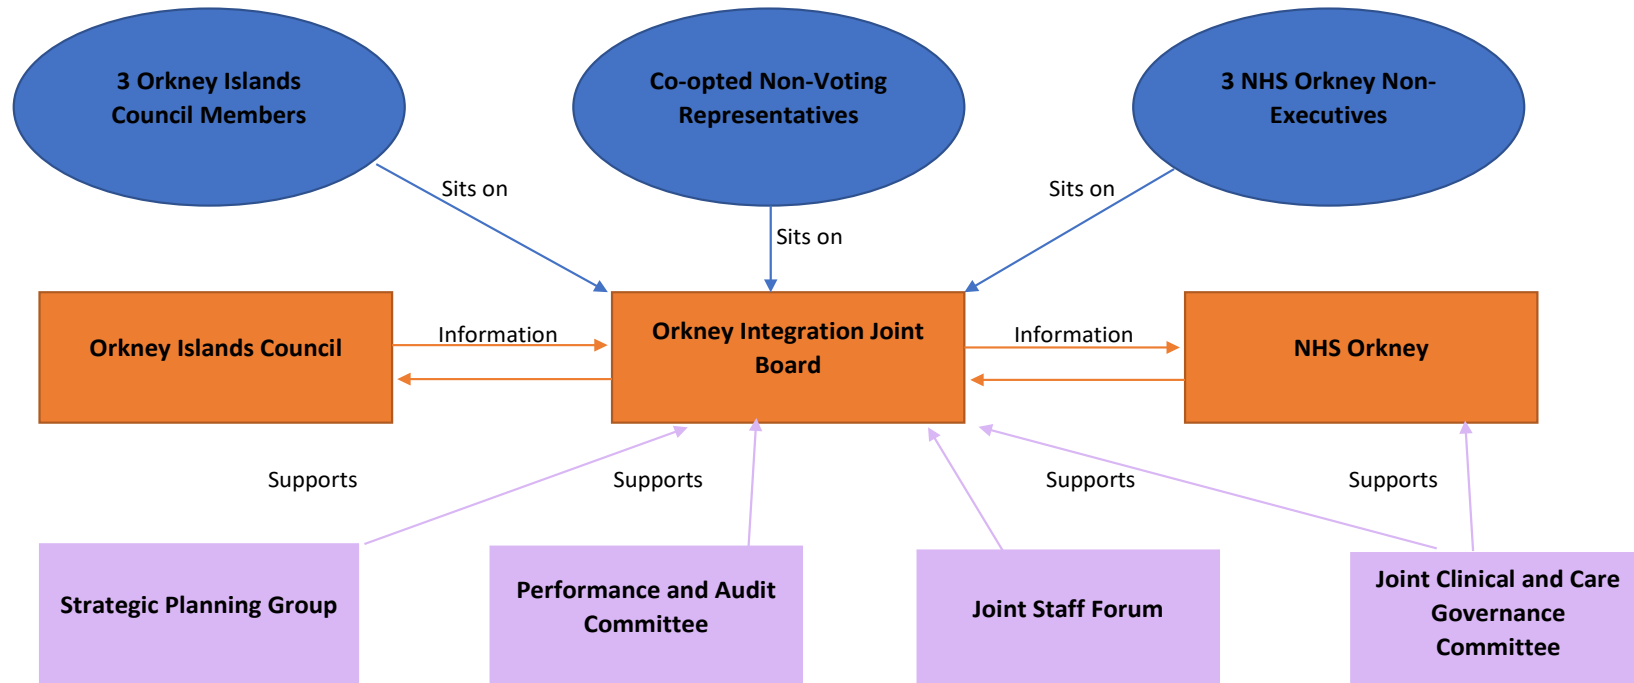 3 Orkney Islands
Council Members
Co-opted Non-Voting
Representatives
3 NHS Orkney Non-
Executives
Sits on
Sits on
Sits on
Orkney Islands Council
Information
Orkney Integration Joint
Board
Information
NHS Orkney
Supports
Supports
Supports
Supports
Strategic Planning Group
Performance and Audit
Committee
Joint Staff Forum
Joint Clinical and Care
Governance
Committee